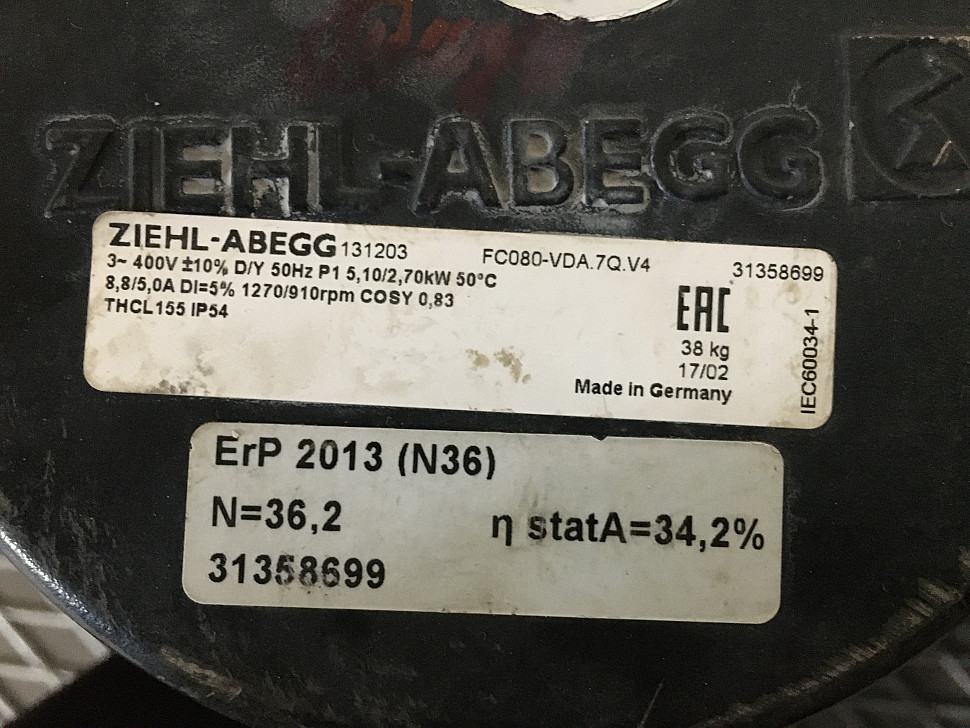 ZIEHL-ABEGG
ZIEHL-ABEGG 131203 FC080-VDA.7Q.V4 31358699
3~ 400V ±10% D/Y 50Hz P1 5,10/2,70kW 50°C
8,8/5,0A DI=5% 1270/910rpm COSY 0,83
THCL155 IP54
EAC
38 kg
17/02
Made in Germany
IEC60034-1
ErP 2013 (N36)
N=36,2 η statA=34,2%
31358699